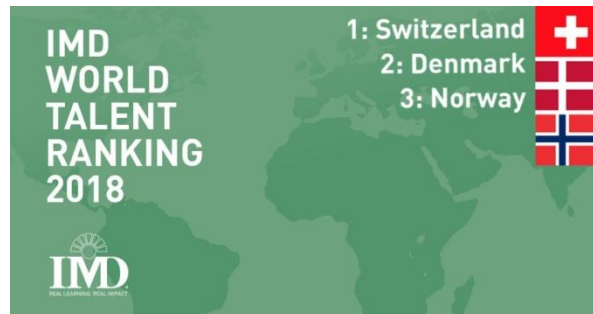 IMD
WORLD
TALENT
RANKING
2018
1: Switzerland
2: Denmark
3: Norway
IMD
REAL LEARNING. REAL IMPACT